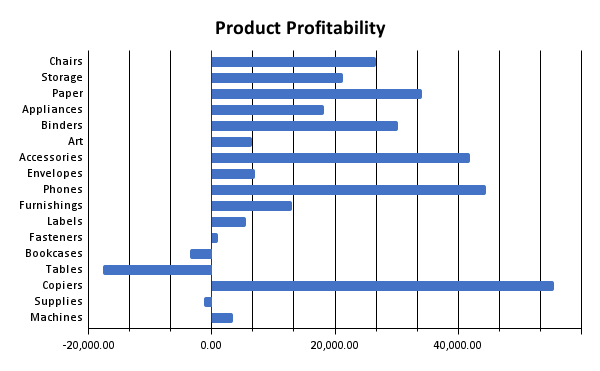 Product Profitability
Chairs
Storage
Paper
Appliances
Binders
Art
Accessories
Envelopes
Phones
Furnishings
Labels
Fasteners
Bookcases
Tables
Copiers
Supplies
Machines
-20,000.00 0.00 20,000.00 40,000.00